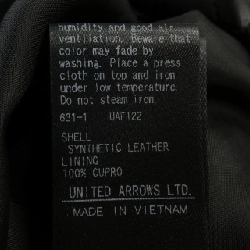 humidity and good air
ventilation. Beware that
color may fade by
washing. Place a press
cloth on top and iron
under low temperature.
Do not steam iron.
631-1 UAF122
SHELL
SYNTHETIC LEATHER
LINING
100% CUPRO
UNITED ARROWS LTD.
MADE IN VIETNAM